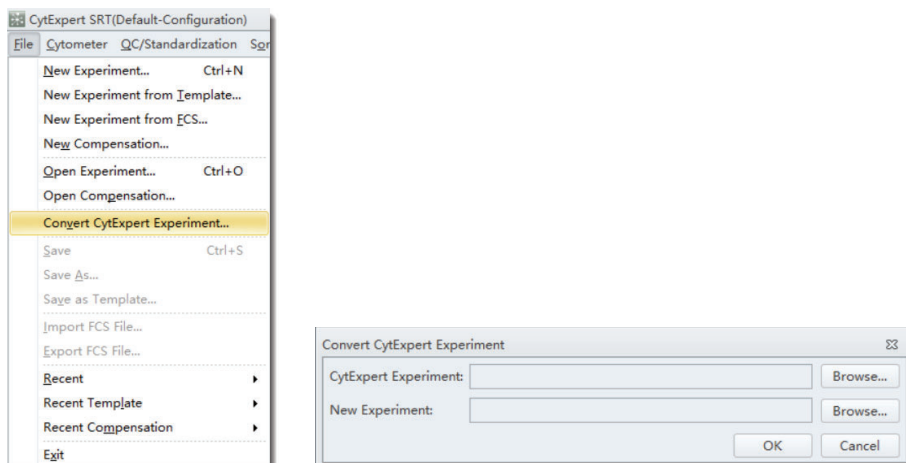 CytExpert SRT(Default-Configuration)
File Cytometer QC/Standardization Sor
New Experiment... Ctrl+N
New Experiment from Template...
New Experiment from FCS...
New Compensation...
Open Experiment... Ctrl+O
Open Compensation...
Convert CytExpert Experiment...
Save Ctrl+S
Save As...
Save as Template...
Import FCS File...
Export FCS File...
Recent
Recent Template
Recent Compensation
Exit
Convert CytExpert Experiment
CytExpert Experiment: Browse...
New Experiment: Browse...
OK Cancel